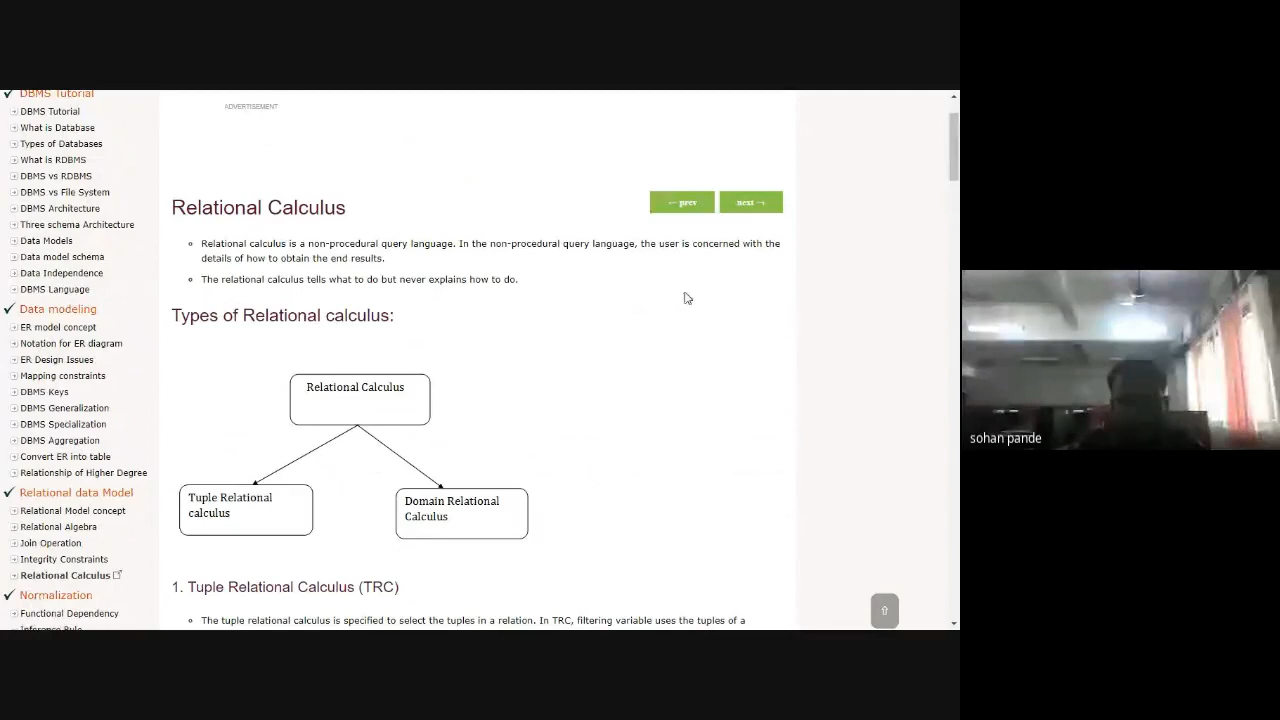 DBMS Tutorial
DBMS Tutorial
What is Database
Types of Databases
What is RDBMS
DBMS vs RDBMS
DBMS vs File System
DBMS Architecture
Three schema Architecture
Data Models
Data model schema
Data Independence
DBMS Language
Data modeling
ER model concept
Notation for ER diagram
ER Design Issues
Mapping constraints
DBMS Keys
DBMS Generalization
DBMS Specialization
DBMS Aggregation
Convert ER into table
Relationship of Higher Degree
Relational data Model
Relational Model concept
Relational Algebra
Join Operation
Integrity Constraints
Relational Calculus
Normalization
Functional Dependency
Inference Rule
ADVERTISEMENT
Relational Calculus
← prev
next →
Relational calculus is a non-procedural query language. In the non-procedural query language, the user is concerned with the
details of how to obtain the end results.
The relational calculus tells what to do but never explains how to do.
Types of Relational calculus:
Relational Calculus
Tuple Relational
calculus
Domain Relational
Calculus
1. Tuple Relational Calculus (TRC)
The tuple relational calculus is specified to select the tuples in a relation. In TRC, filtering variable uses the tuples of a
sohan pande